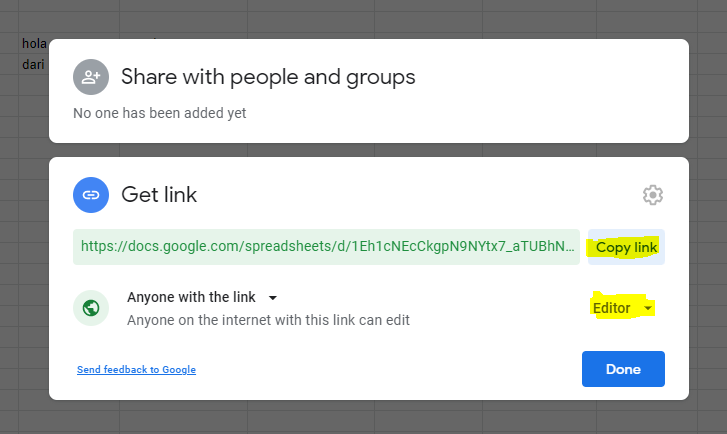 hola
dari
Share with people and groups
No one has been added yet
Get link
https://docs.google.com/spreadsheets/d/1Eh1cNEcCkgpN9NYtx7_aTUBhN...
Copy link
Anyone with the link
Editor
Anyone on the internet with this link can edit
Send feedback to Google
Done